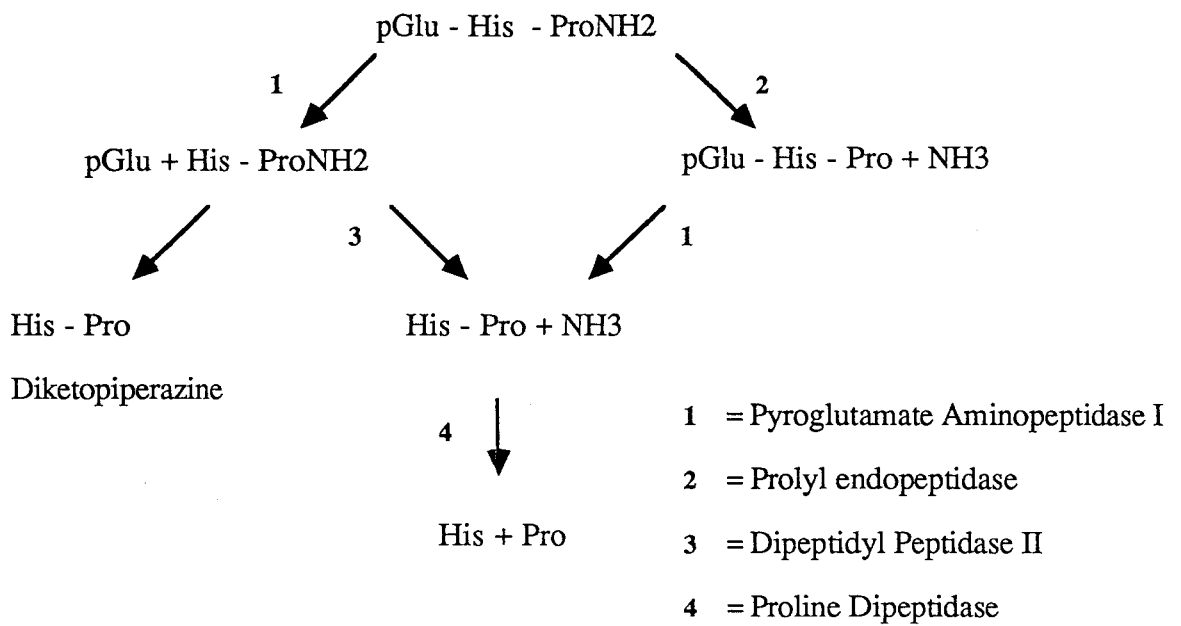 pGlu - His - ProNH2
1
2
pGlu + His - ProNH2
pGlu - His - Pro + NH3
3
1
His - Pro
Diketopiperazine
His - Pro + NH3
4
His + Pro
1 = Pyroglutamate Aminopeptidase I
2 = Prolyl endopeptidase
3 = Dipeptidyl Peptidase II
4 = Proline Dipeptidase